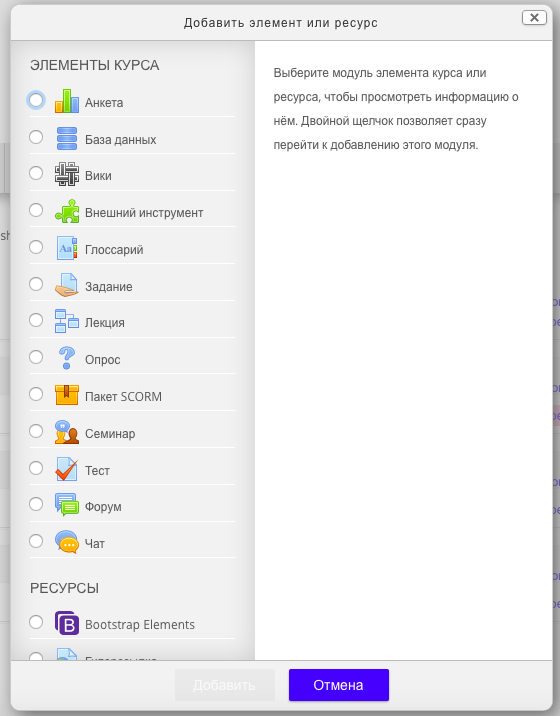 Добавить элемент или ресурс
ЭЛЕМЕНТЫ КУРСА
Анкета
База данных
Вики
Внешний инструмент
Глоссарий
Задание
Лекция
Опрос
Пакет SCORM
Семинар
Тест
Форум
Чат
РЕСУРСЫ
Bootstrap Elements
Выберите модуль элемента курса или
ресурса, чтобы просмотреть информацию о
нём. Двойной щелчок позволяет сразу
перейти к добавлению этого модуля.
Добавить
Отмена